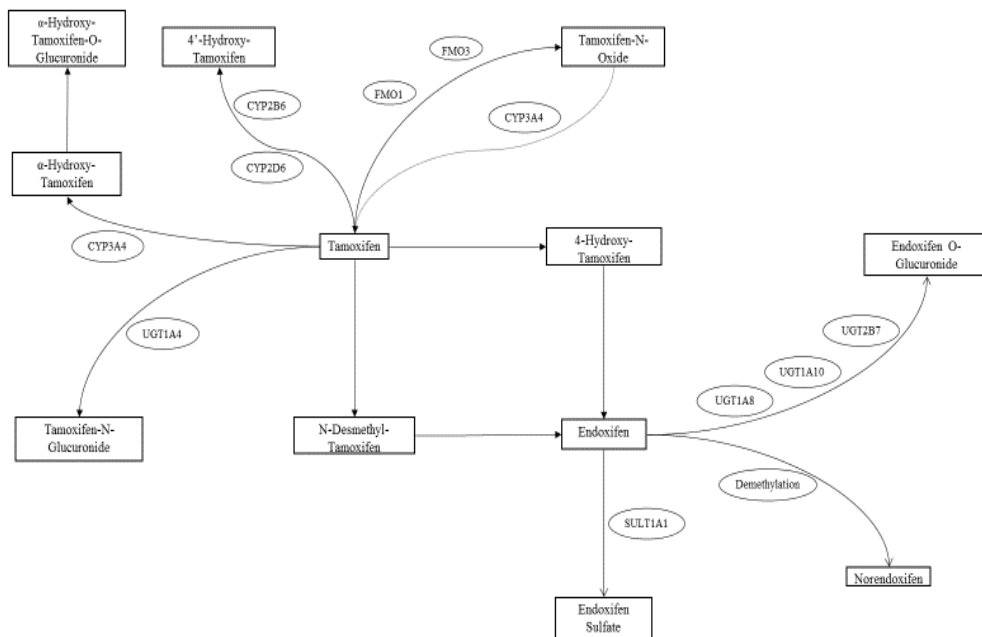 α-Hydroxy-
Tamoxifen-O-
Glucuronide
4’-Hydroxy-
Tamoxifen
FMO3
Tamoxifen-N-
Oxide
FMO1
CYP2B6
CYP3A4
CYP2D6
α-Hydroxy-
Tamoxifen
CYP3A4
Tamoxifen
4-Hydroxy-
Tamoxifen
Endoxifen O-
Glucuronide
UGT1A4
UGT2B7
UGT1A10
UGT1A8
Tamoxifen-N-
Glucuronide
N-Desmethyl-
Tamoxifen
Endoxifen
Demethylation
SULT1A1
Norendoxifen
Endoxifen
Sulfate